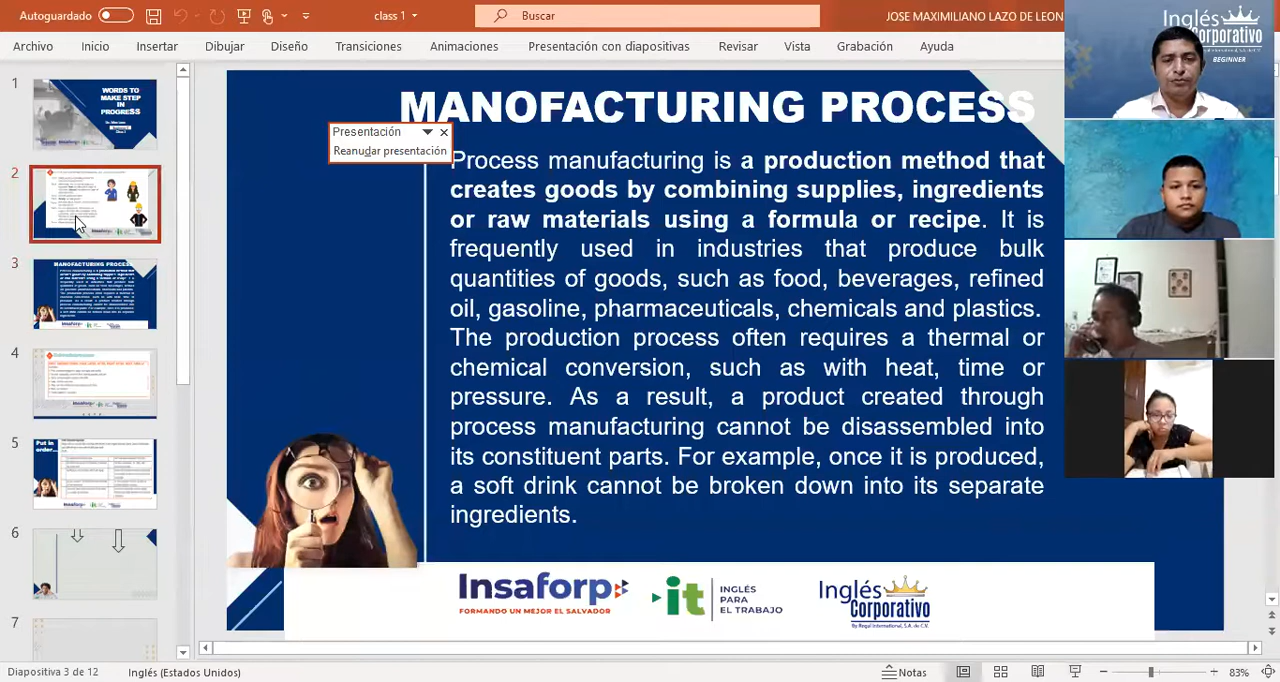 Autoguardado
class 1
Buscar
JOSE MAXIMILIANO LAZO DE LEON
Archivo Inicio Insertar Dibujar Diseño Transiciones Animaciones Presentación con diapositivas Revisar Vista Grabación Ayuda
Inglés
Corporativo
BEGINNER
1
WORDS TO
MAKE STEP
IN
PROGRESS
2
3
MANOFACTURING PROCESS
4
5
Put in
order...
6
7
MANOFACTURING PROCESS
Presentación
Reanudar presentación
Process manufacturing is a production method that
creates goods by combining supplies, ingredients
or raw materials using a formula or recipe. It is
frequently used in industries that produce bulk
quantities of goods, such as food, beverages, refined
oil, gasoline, pharmaceuticals, chemicals and plastics.
The production process often requires a thermal or
chemical conversion, such as with heat, time or
pressure. As a result, a product created through
process manufacturing cannot be disassembled into
its constituent parts. For example, once it is produced,
a soft drink cannot be broken down into its separate
ingredients.
Insaforp
FORMANDO UN MEJOR EL SALVADOR
it
INGLÉS
PARA
EL TRABAJO
Inglés
Corporativo
By Regal International, S.A. de C.V.
Diapositiva 3 de 12
Inglés (Estados Unidos)
Notas
83%